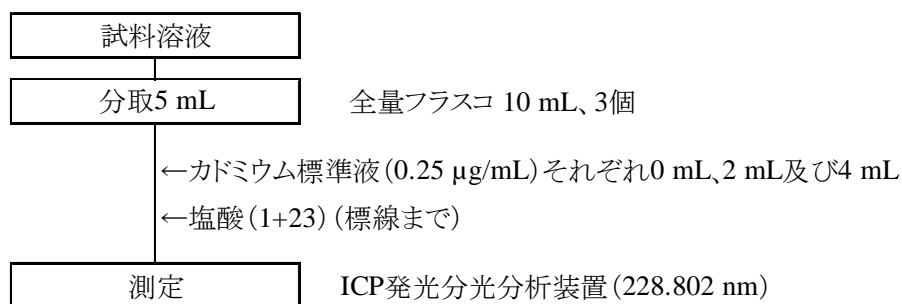 試料溶液
分取5 mL 全量フラスコ 10 mL、3個
←カドミウム標準液(0.25 µg/mL)それぞれ0 mL、2 mL及び4 mL
←塩酸(1+23)(標線まで)
測定 ICP発光分光分析装置(228.802 nm)